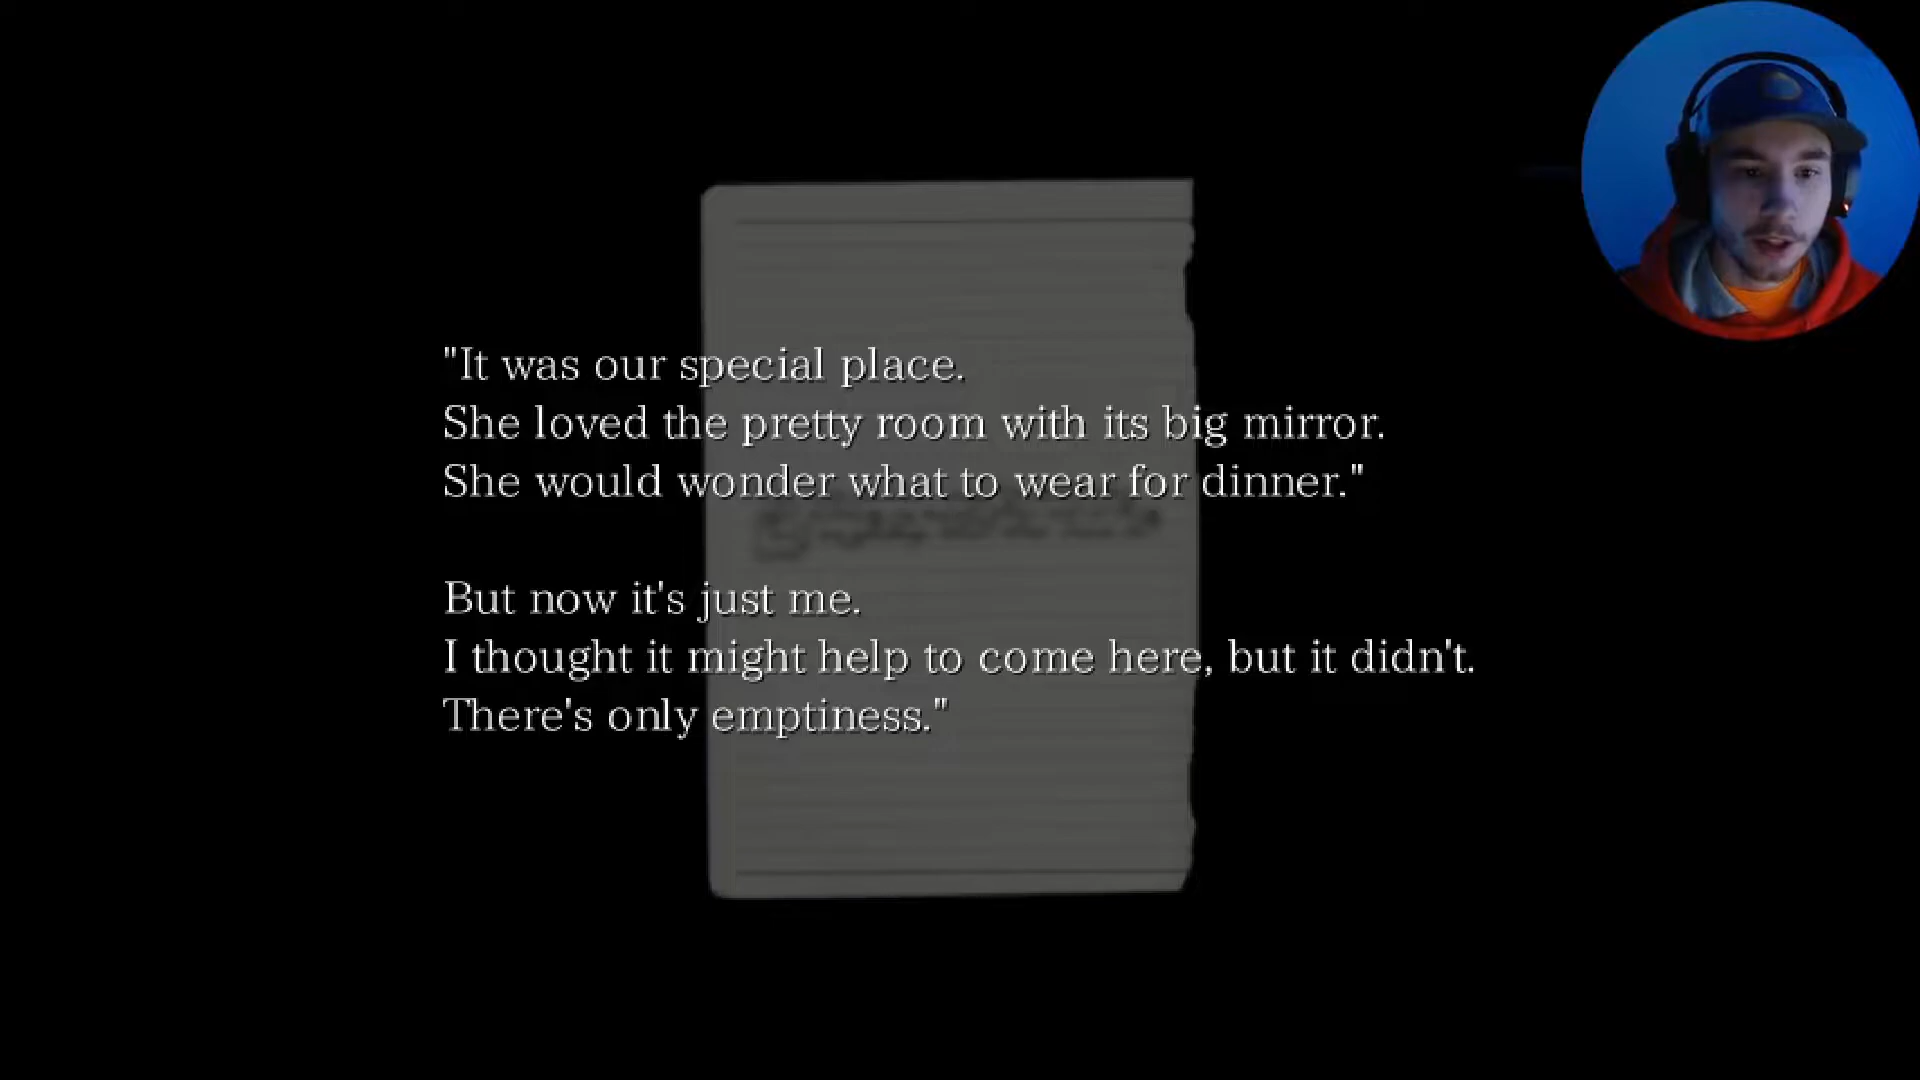 "It was our special place.
She loved the pretty room with its big mirror.
She would wonder what to wear for dinner."
But now it's just me.
I thought it might help to come here, but it didn't.
There's only emptiness."